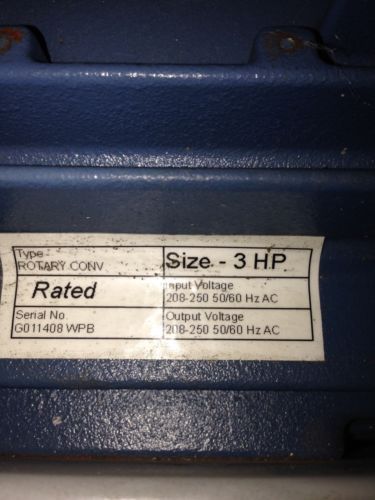 Type
ROTARY CONV
Size - 3 HP
Rated
Input Voltage
208-250 50/60 Hz AC
Serial No.
G011408 WPB
Output Voltage
208-250 50/60 Hz AC